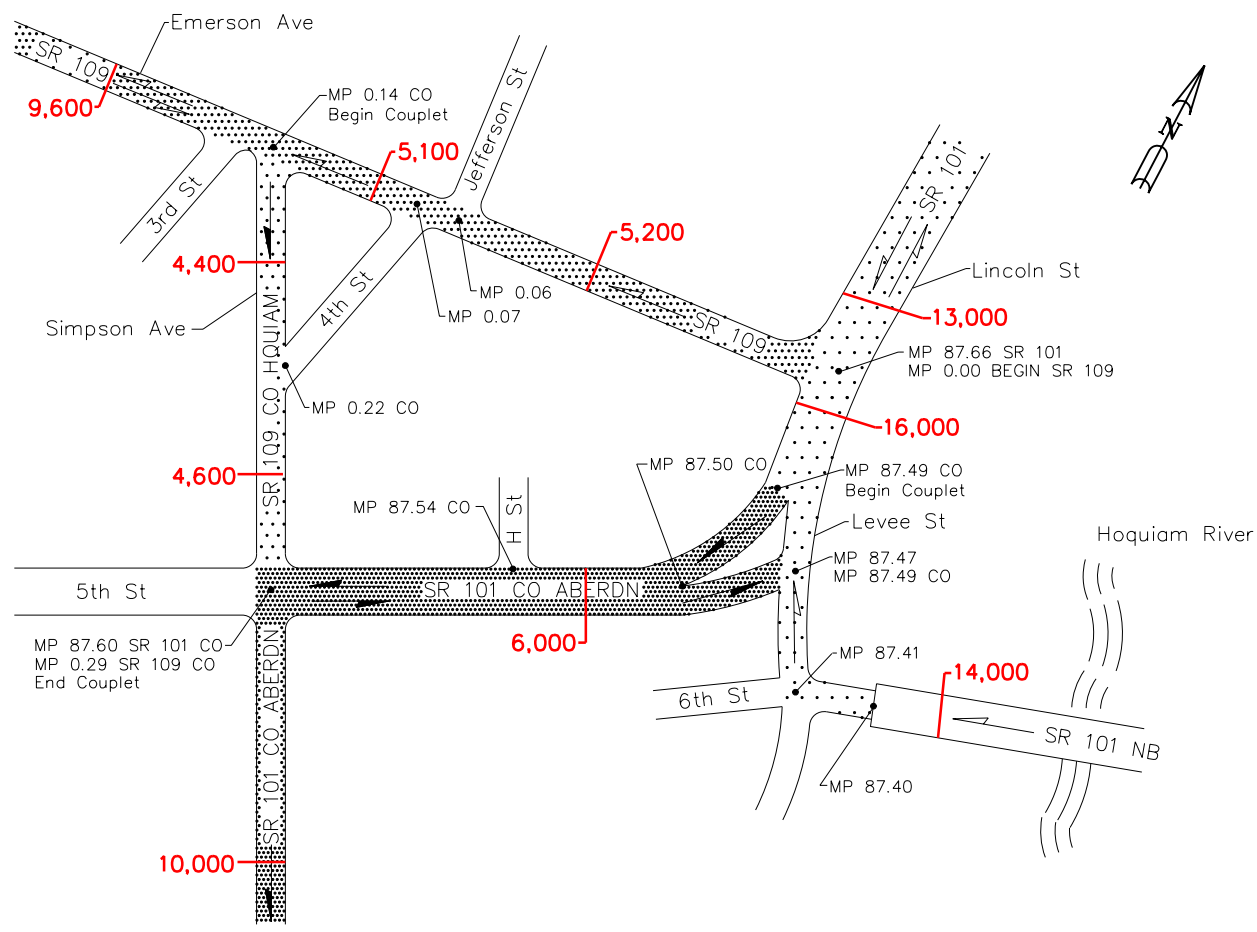 Emerson Ave
SR 109
9,600
MP 0.14 CO
Begin Couplet
5,100
Jefferson St
3rd St
SR 101
N
4,400
5,200
Lincoln St
4th St
MP 0.06
MP 0.07
Simpson Ave
SR 109
13,000
MP 87.66 SR 101
MP 0.00 BEGIN SR 109
SR 109 CO HQUIAM
MP 0.22 CO
16,000
4,600
MP 87.50 CO
MP 87.49 CO
Begin Couplet
MP 87.54 CO
H St
Levee St
Hoquiam River
MP 87.47
MP 87.49 CO
5th St
SR 101 CO ABERDN
6,000
MP 87.60 SR 101 CO
MP 0.29 SR 109 CO
End Couplet
MP 87.41
14,000
6th St
SR 101 NB
SR 101 CO ABERDN
MP 87.40
10,000